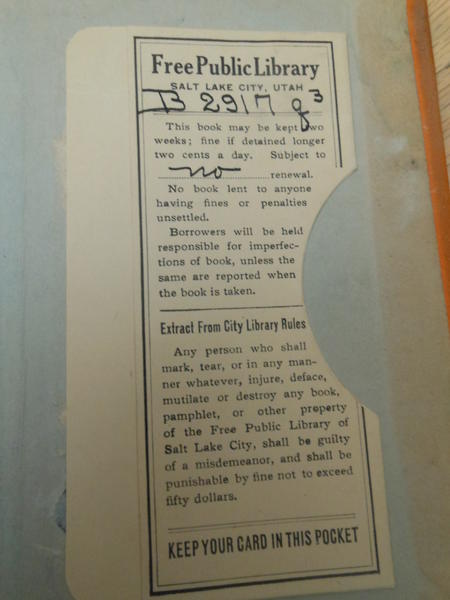 Free Public Library
SALT LAKE CITY, UTAH
B 2917 g3
This book may be kept two
weeks; fine if detained longer
two cents a day. Subject to
no renewal.
No book lent to anyone
having fines or penalties
unsettled.
Borrowers will be held
responsible for imperfec-
tions of book, unless the
same are reported when
the book is taken.
Extract From City Library Rules
Any person who shall
mark, tear, or in any man-
ner whatever, injure, deface,
mutilate or destroy any book,
pamphlet, or other property
of the Free Public Library of
Salt Lake City, shall be guilty
of a misdemeanor, and shall be
punishable by fine not to exceed
fifty dollars.
KEEP YOUR CARD IN THIS POCKET